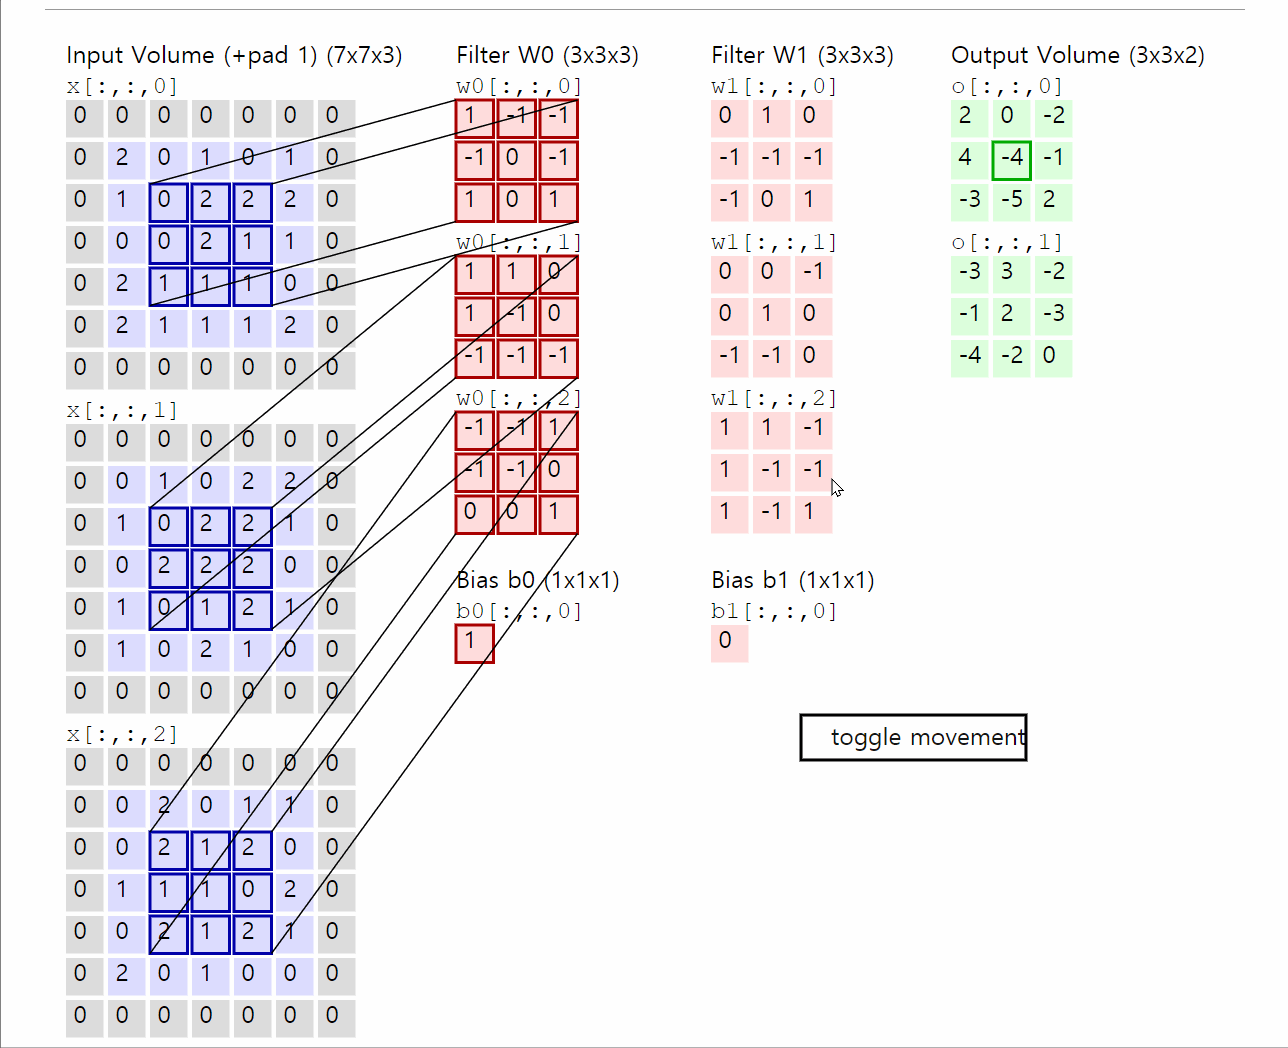 Input Volume (+pad 1) (7x7x3)
x[:,:,0]
0 0 0 0 0 0 0
0 2 0 1 0 1 0
0 1 0 2 2 2 0
0 0 0 2 1 1 0
0 2 1 1 1 0 0
0 2 1 1 1 2 0
0 0 0 0 0 0 0
x[:,:,1]
0 0 0 0 0 0 0
0 0 1 0 2 2 0
0 1 0 2 2 1 0
0 0 2 2 2 0 0
0 1 0 1 2 1 0
0 1 0 2 1 0 0
0 0 0 0 0 0 0
x[:,:,2]
0 0 0 0 0 0 0
0 0 2 0 1 1 0
0 0 2 1 2 0 0
0 1 1 1 0 2 0
0 0 2 1 2 1 0
0 2 0 1 0 0 0
0 0 0 0 0 0 0
Filter W0 (3x3x3)
w0[:,:,0]
1 -1 -1
-1 0 -1
1 0 1
w0[:,:,1]
1 1 0
1 -1 0
-1 -1 -1
w0[:,:,2]
-1 -1 1
-1 -1 0
0 0 1
Bias b0 (1x1x1)
b0[:,:,0]
1
Filter W1 (3x3x3)
w1[:,:,0]
0 1 0
-1 -1 -1
-1 0 1
w1[:,:,1]
0 0 -1
0 1 0
-1 -1 0
w1[:,:,2]
1 1 -1
1 -1 -1
1 -1 1
Bias b1 (1x1x1)
b1[:,:,0]
0
Output Volume (3x3x2)
o[:,:,0]
2 0 -2
4 -4 -1
-3 -5 2
o[:,:,1]
-3 3 -2
-1 2 -3
-4 -2 0
toggle movement